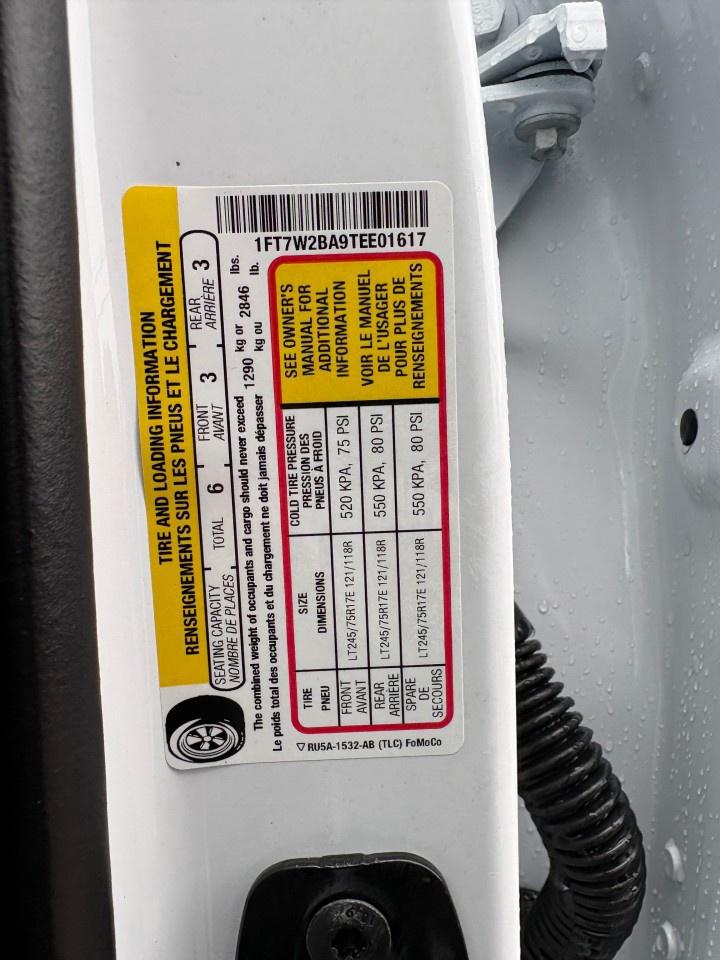 TIRE AND LOADING INFORMATION
RENSEIGNEMENTS SUR LES PNEUS ET LE CHARGEMENT
SEATING CAPACITY
NOMBRE DE PLACES
TOTAL 6
FRONT
AVANT
3
REAR
ARRIÈRE
3
The combined weight of occupants and cargo should never exceed 1290 kg or 2846 lbs.
Le poids total des occupants et du chargement ne doit jamais dépasser kg ou lb.
TIRE
PNEU
SIZE
DIMENSIONS
COLD TIRE PRESSURE
PRESSION DES
PNEUS À FROID
FRONT
AVANT
LT245/75R17E 121/118R
520 KPA, 75 PSI
REAR
ARRIÈRE
LT245/75R17E 121/118R
550 KPA, 80 PSI
SPARE
DE
SECOURS
LT245/75R17E 121/118R
550 KPA, 80 PSI
SEE OWNER'S
MANUAL FOR
ADDITIONAL
INFORMATION
VOIR LE MANUEL
DE L'USAGER
POUR PLUS DE
RENSEIGNEMENTS
RU5A-1532-AB (TLC) FoMoCo
1FT7W2BA9TEE01617